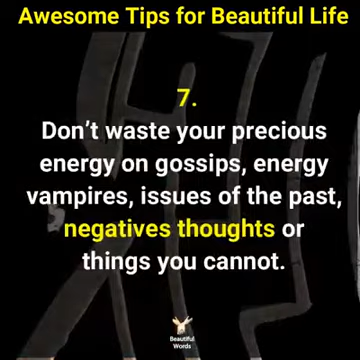 Awesome Tips for Beautiful Life
7.
Don't waste your precious
energy on gossips, energy
vampires, issues of the past,
negatives thoughts or
things you cannot.
Beautiful
Words